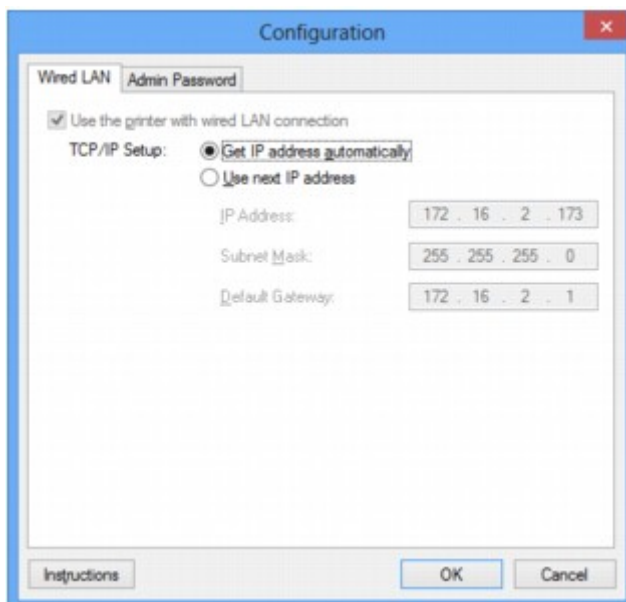 Configuration
Wired LAN Admin Password
Use the printer with wired LAN connection
TCP/IP Setup: Get IP address automatically
Use next IP address
IP Address: 172 . 16 . 2 . 173
Subnet Mask: 255 . 255 . 255 . 0
Default Gateway: 172 . 16 . 2 . 1
Instructions OK Cancel